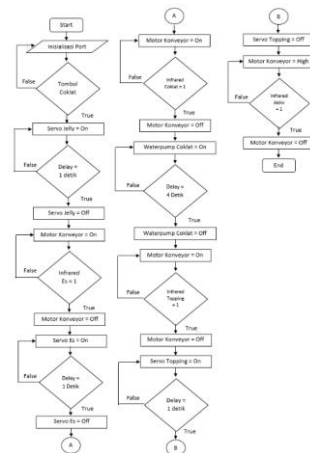 Start
Inisialisasi Port
False
Tombol
Coklat
True
Servo Jelly = On
False
Delay =
1 detik
True
Servo Jelly = Off
Motor Konveyor = On
False
Infrared
Es = 1
True
Motor Konveyor = Off
Servo Es = On
False
Delay =
1 Detik
True
Servo Es = Off
A
A
Motor Konveyor = On
False
Infrared
Coklat = 1
True
Motor Konveyor = Off
Waterpump Coklat = On
False
Delay =
4 Detik
True
Waterpump Coklat = Off
Motor Konveyor = On
False
Infrared
Topping
= 1
True
Motor Konveyor = Off
Servo Topping = On
False
Delay =
1 detik
True
B
B
Servo Topping = Off
Motor Konveyor = High
False
Infrared
= 1
True
Motor Konveyor = Off
End